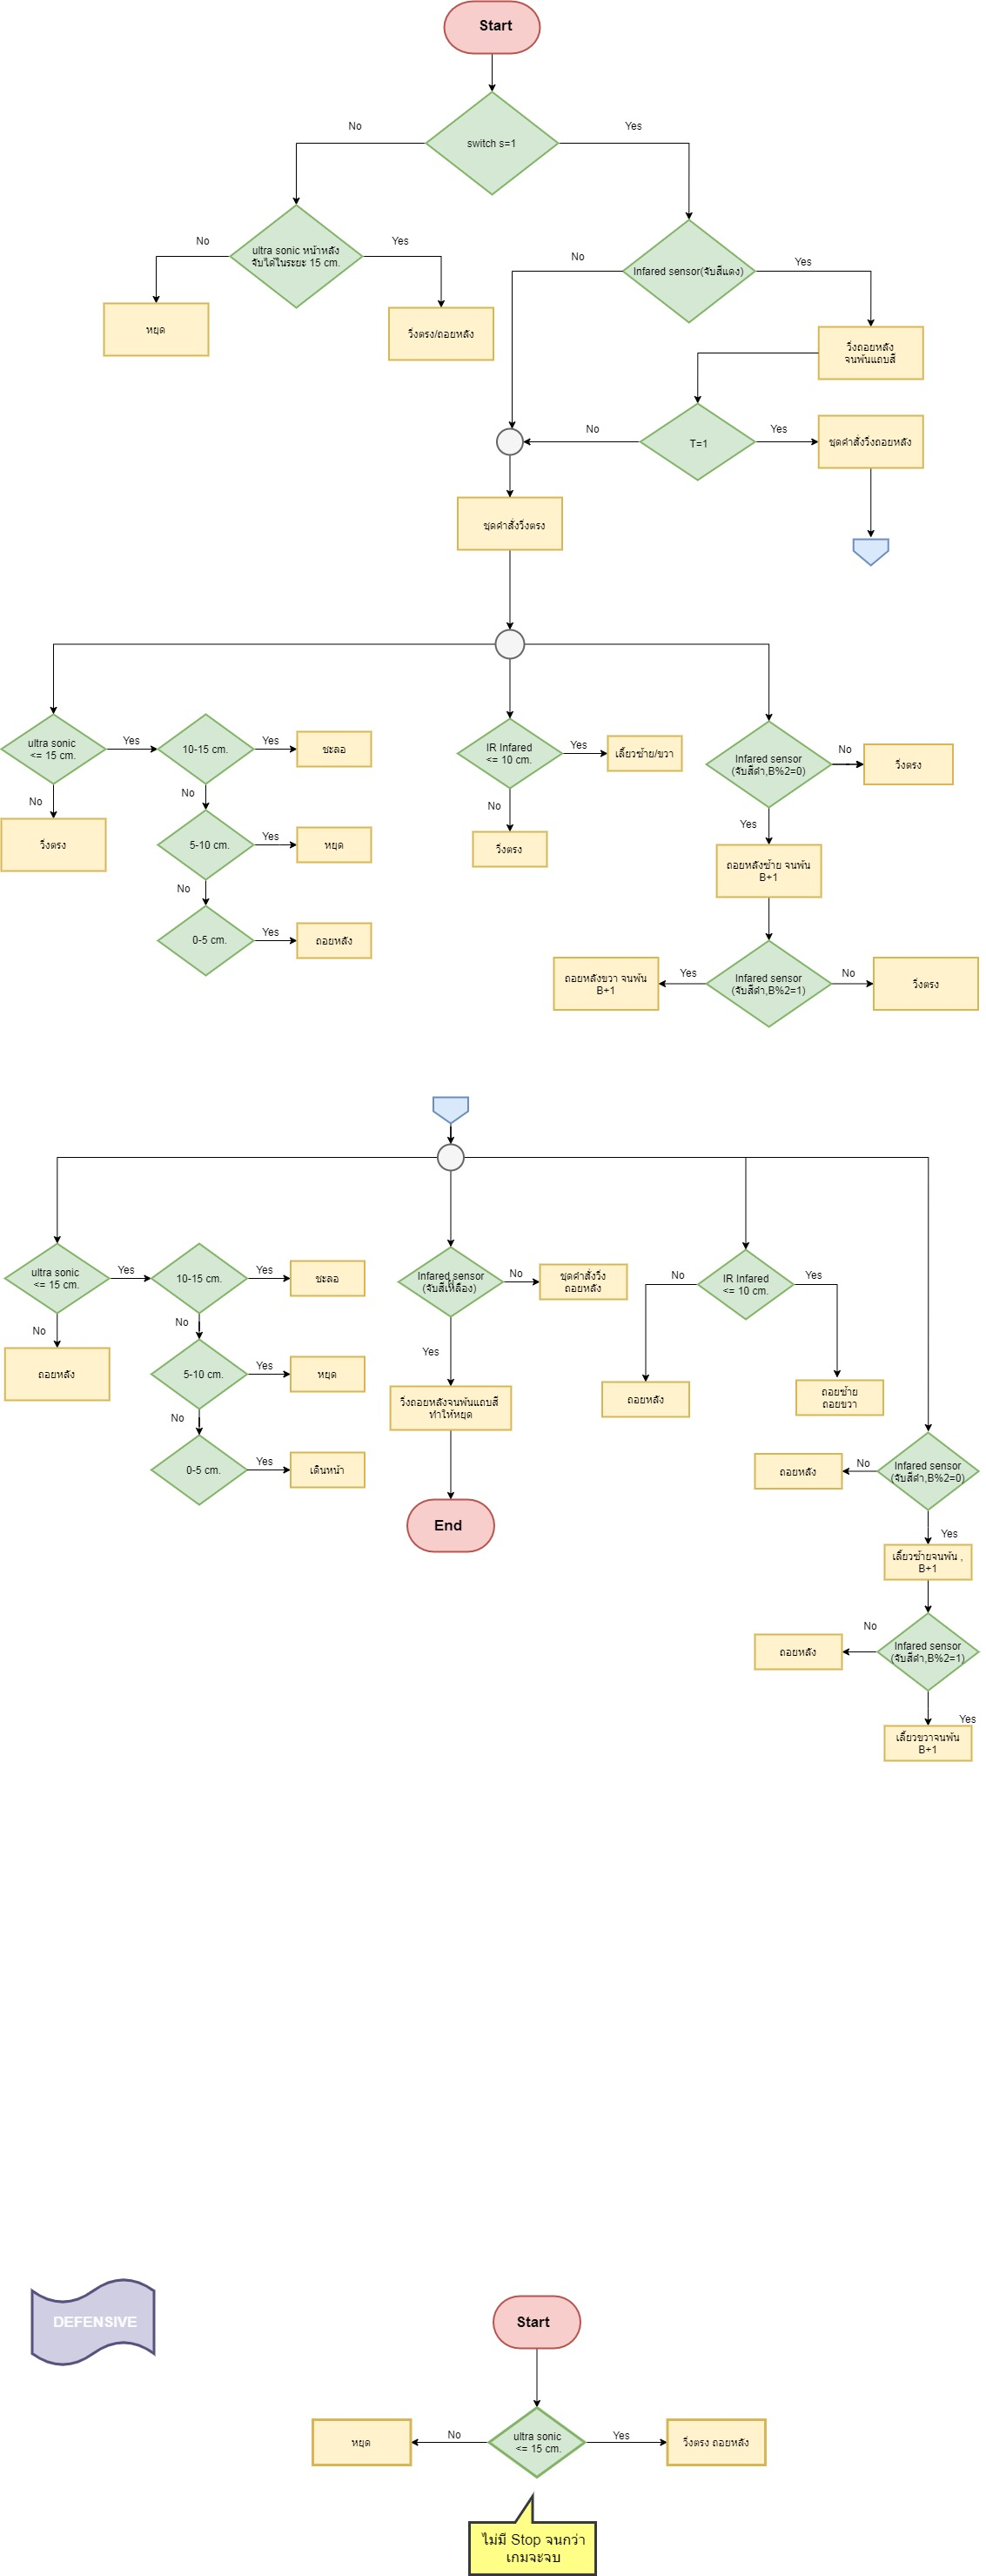 Start
switch s=1
No
Yes
ultra sonic หน้าหลัง
จับได้ในระยะ 15 cm.
No
Yes
หยุด
วิ่งตรง/ถอยหลัง
Infared sensor(จับสีแดง)
No
Yes
วิ่งถอยหลัง
จนพ้นแถบสี
T=1
No
Yes
ชุดคำสั่งวิ่งถอยหลัง
ชุดคำสั่งวิ่งตรง
ultra sonic
<= 15 cm.
Yes
10-15 cm.
Yes
ชะลอ
No
วิ่งตรง
No
5-10 cm.
Yes
หยุด
No
0-5 cm.
Yes
ถอยหลัง
IR Infared
<= 10 cm.
Yes
เลี้ยวซ้าย/ขวา
No
วิ่งตรง
Infared sensor
(จับสีดำ,B%2=0)
No
วิ่งตรง
Yes
ถอยหลังซ้าย จนพ้น
B+1
Infared sensor
(จับสีดำ,B%2=1)
Yes
ถอยหลังขวา จนพ้น
B+1
No
วิ่งตรง
ultra sonic
<= 15 cm.
Yes
10-15 cm.
Yes
ชะลอ
No
ถอยหลัง
No
5-10 cm.
Yes
หยุด
No
0-5 cm.
Yes
เดินหน้า
Infared sensor
(จับสีเหลือง)
No
ชุดคำสั่งวิ่ง
ถอยหลัง
Yes
วิ่งถอยหลังจนพ้นแถบสี
ทำให้หยุด
End
IR Infared
<= 10 cm.
No
Yes
ถอยหลัง
ถอยซ้าย
ถอยขวา
Infared sensor
(จับสีดำ,B%2=0)
No
ถอยหลัง
Yes
เลี้ยวซ้ายจนพ้น ,
B+1
Infared sensor
(จับสีดำ,B%2=1)
No
ถอยหลัง
Yes
เลี้ยวขวาจนพ้น
B+1
DEFENSIVE
Start
ultra sonic
<= 15 cm.
No
หยุด
Yes
วิ่งตรง ถอยหลัง
ไม่มี Stop จนกว่า
เกมจะจบ